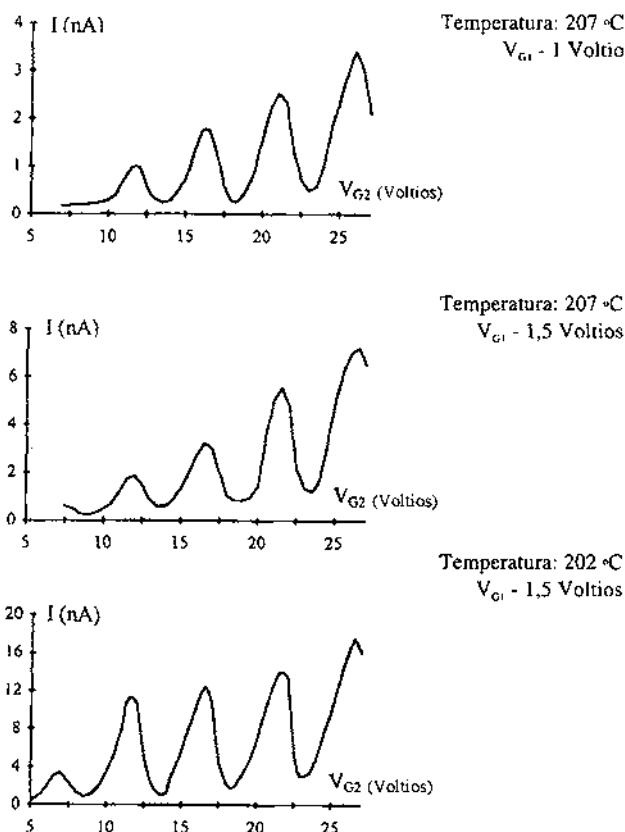 I (nA)
Temperatura: 207 °C
V_G1 - 1 Voltio
4
3
2
1
0
V_G2 (Voltios)
5 10 15 20 25
Temperatura: 207 °C
V_G1 - 1,5 Voltios
I (nA)
8
6
4
2
0
V_G2 (Voltios)
5 10 15 20 25
Temperatura: 202 °C
V_G1 - 1,5 Voltios
I (nA)
20
16
12
8
4
0
V_G2 (Voltios)
5 10 15 20 25